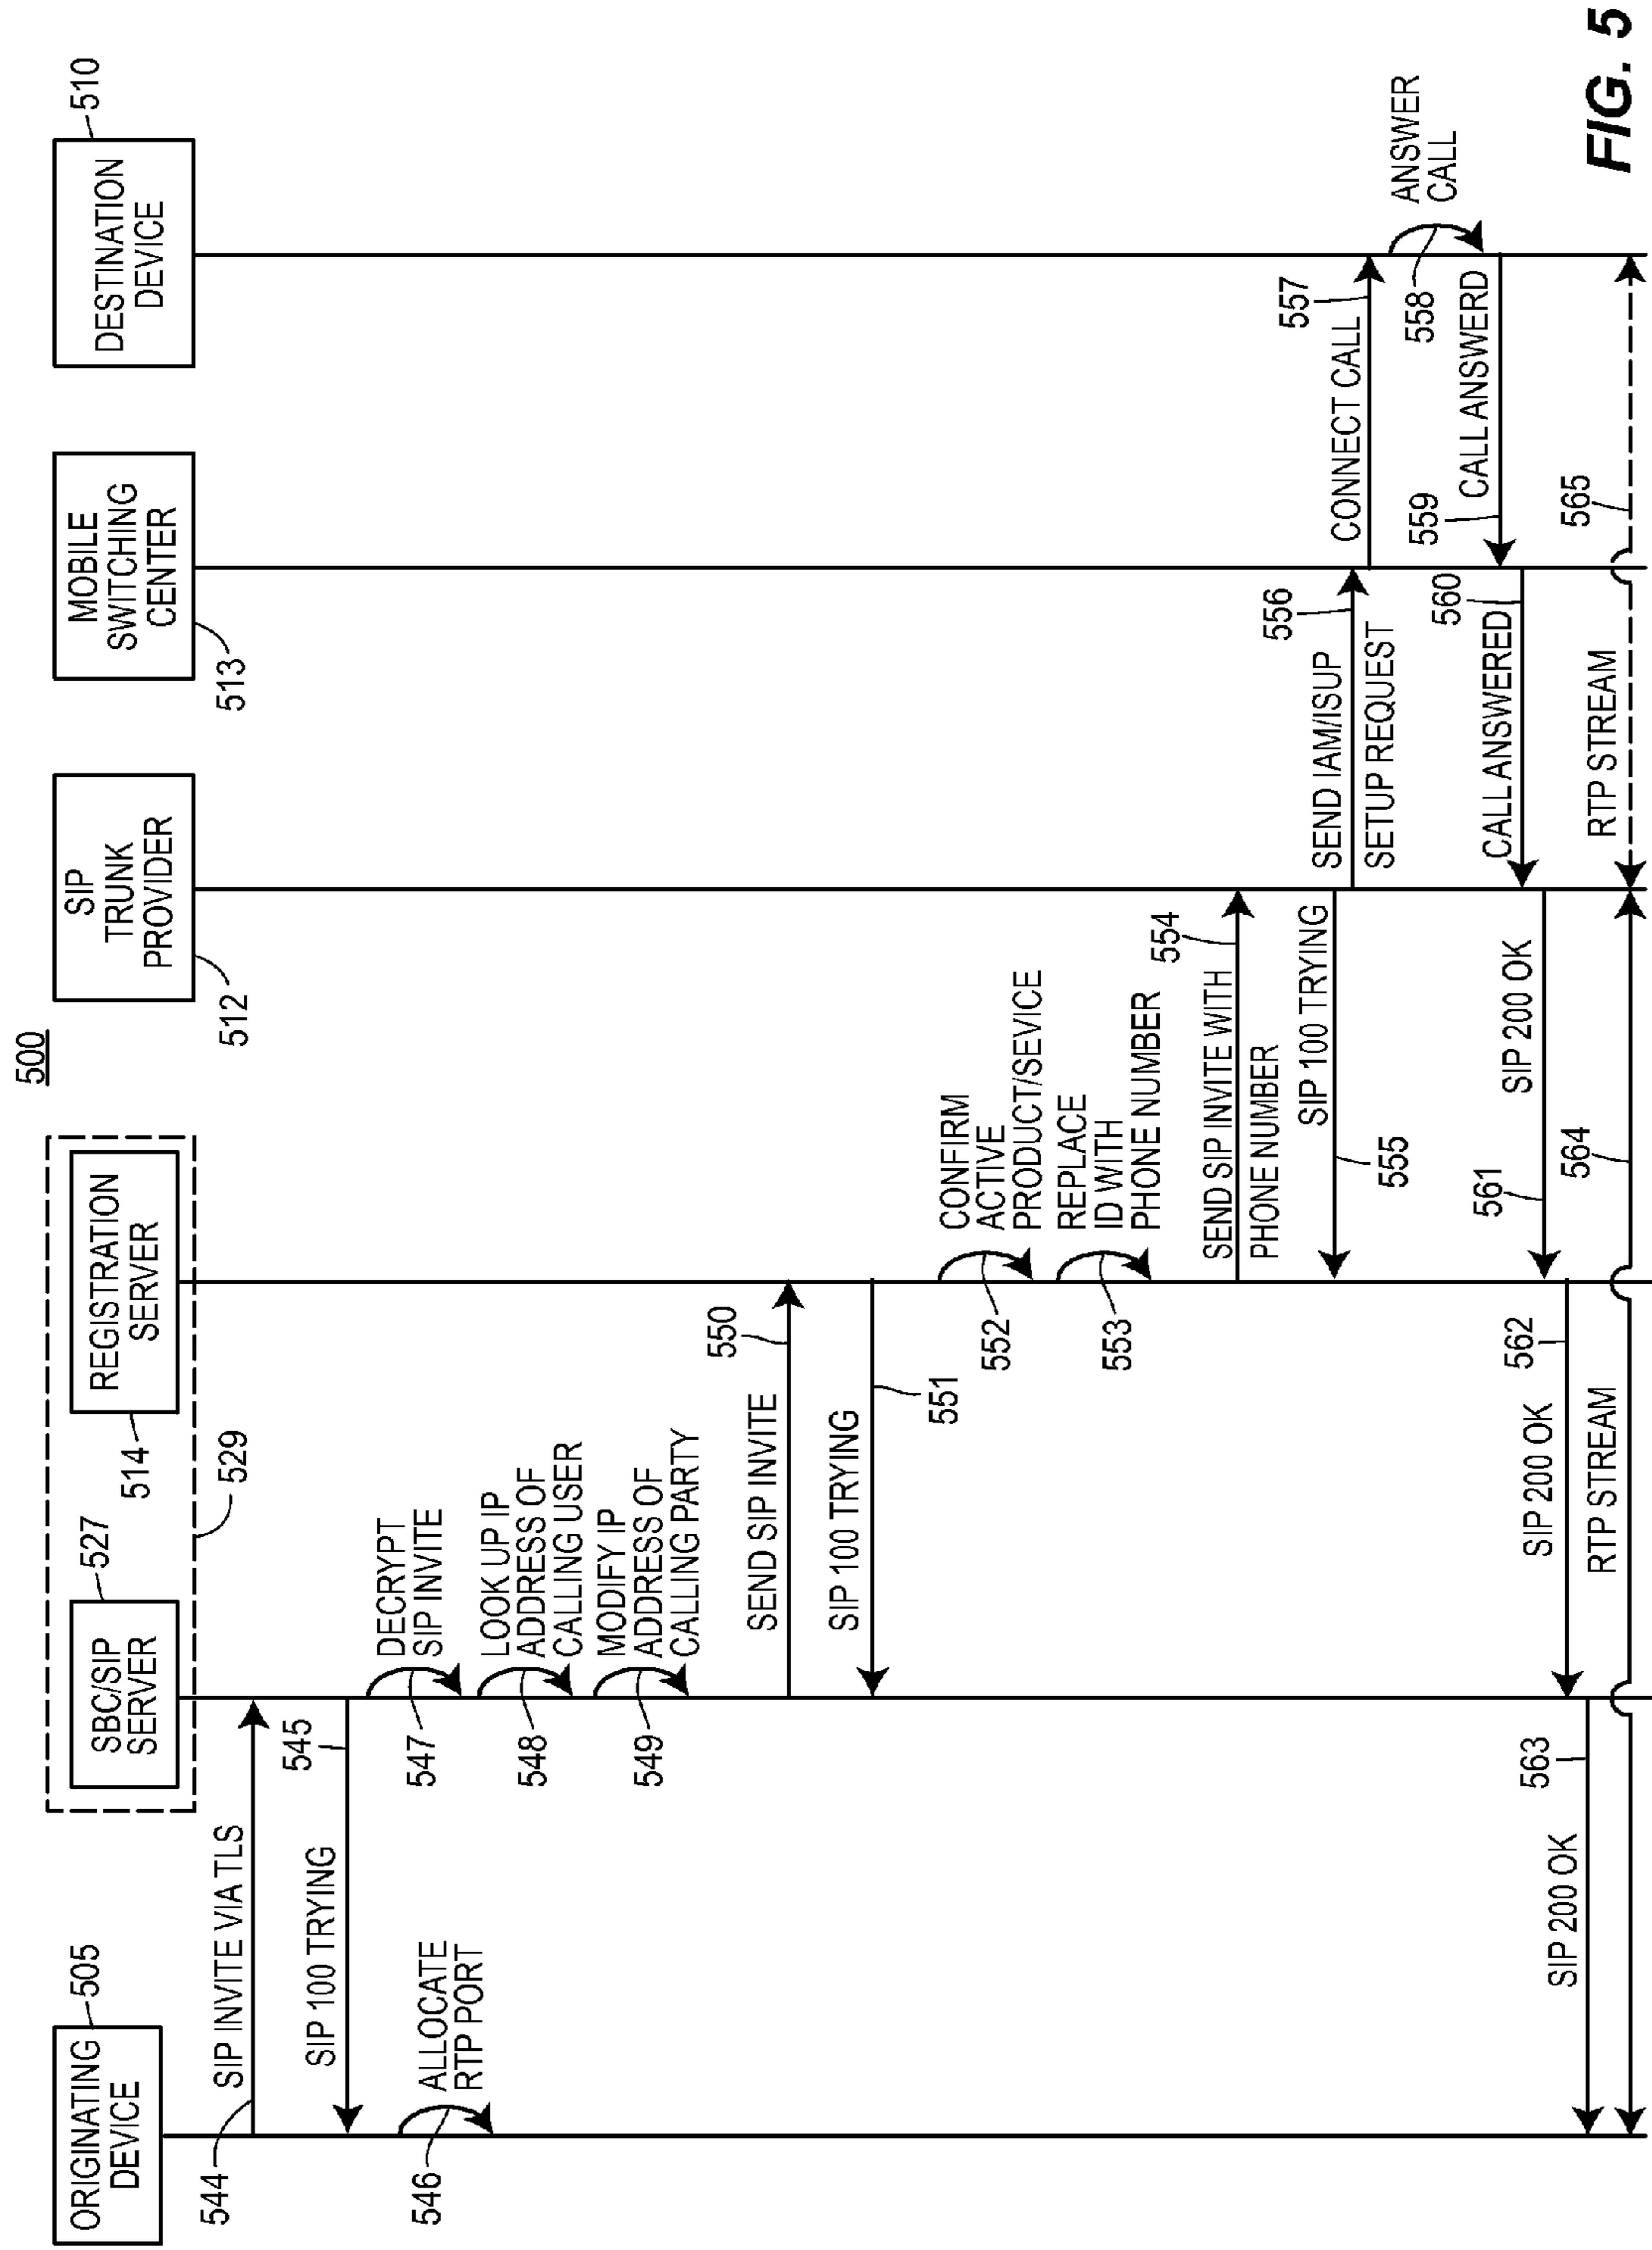 500
ORIGINATING
DEVICE
505
SBC/SIP
SERVER
527
REGISTRATION
SERVER
514
529
SIP
TRUNK
PROVIDER
512
MOBILE
SWITCHING
CENTER
513
DESTINATION
DEVICE
510
544
SIP INVITE VIA TLS
SIP 100 TRYING
545
546
ALLOCATE
RTP PORT
547
DECRYPT
SIP INVITE
548
LOOK UP IP
ADDRESS OF
CALLING USER
549
MODIFY IP
ADDRESS OF
CALLING PARTY
SEND SIP INVITE
550
SIP 100 TRYING
551
552
CONFIRM
ACTIVE
PRODUCT/SEVICE
553
REPLACE
ID WITH
PHONE NUMBER
SEND SIP INVITE WITH
PHONE NUMBER
554
SIP 100 TRYING
555
SEND IAM/ISUP
SETUP REQUEST
556
CONNECT CALL
557
558
ANSWER
CALL
559
CALL ANSWERD
CALL ANSWERED
560
561
SIP 200 OK
SIP 200 OK
562
SIP 200 OK
563
RTP STREAM
564
RTP STREAM
565
FIG. 5